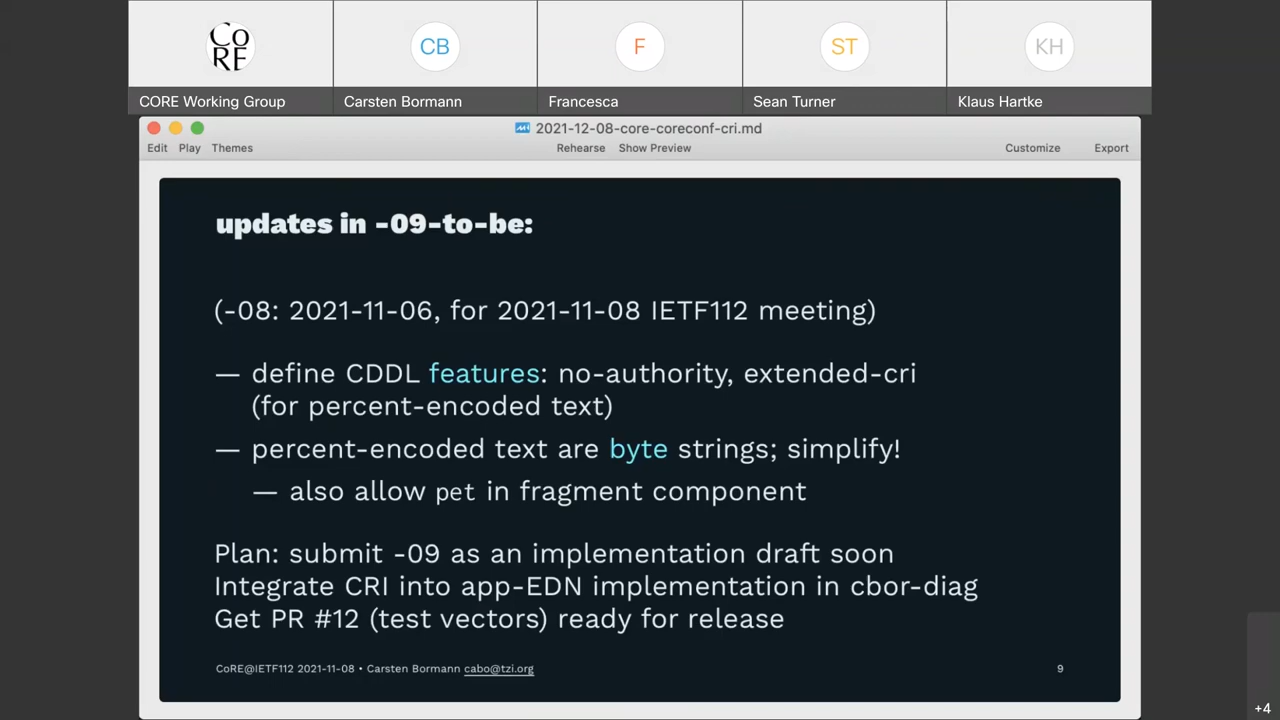 CORE
CB
F
ST
KH
CORE Working Group
Carsten Bormann
Francesca
Sean Turner
Klaus Hartke
2021-12-08-core-coreconf-cri.md
Edit Play Themes
Rehearse Show Preview
Customize Export
updates in -09-to-be:
(-08: 2021-11-06, for 2021-11-08 IETF112 meeting)
— define CDDL features: no-authority, extended-cri
(for percent-encoded text)
— percent-encoded text are byte strings; simplify!
— also allow pet in fragment component
Plan: submit -09 as an implementation draft soon
Integrate CRI into app-EDN implementation in cbor-diag
Get PR #12 (test vectors) ready for release
CoRE@IETF112 2021-11-08 • Carsten Bormann cabo@tzi.org
9
+4